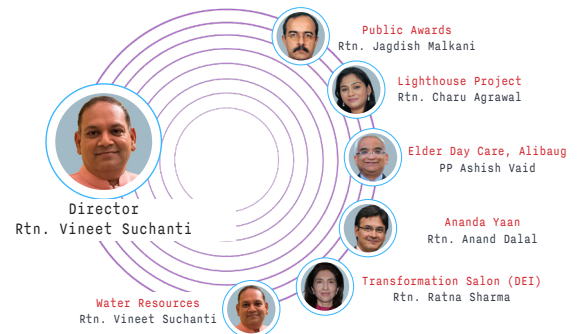 Public Awards
Rtn. Jagdish Malkani
Lighthouse Project
Rtn. Charu Agrawal
Elder Day Care, Alibaug
PP Ashish Vaid
Director
Rtn. Vineet Suchanti
Ananda Yaan
Rtn. Anand Dalal
Transformation Salon (DEI)
Rtn. Ratna Sharma
Water Resources
Rtn. Vineet Suchanti